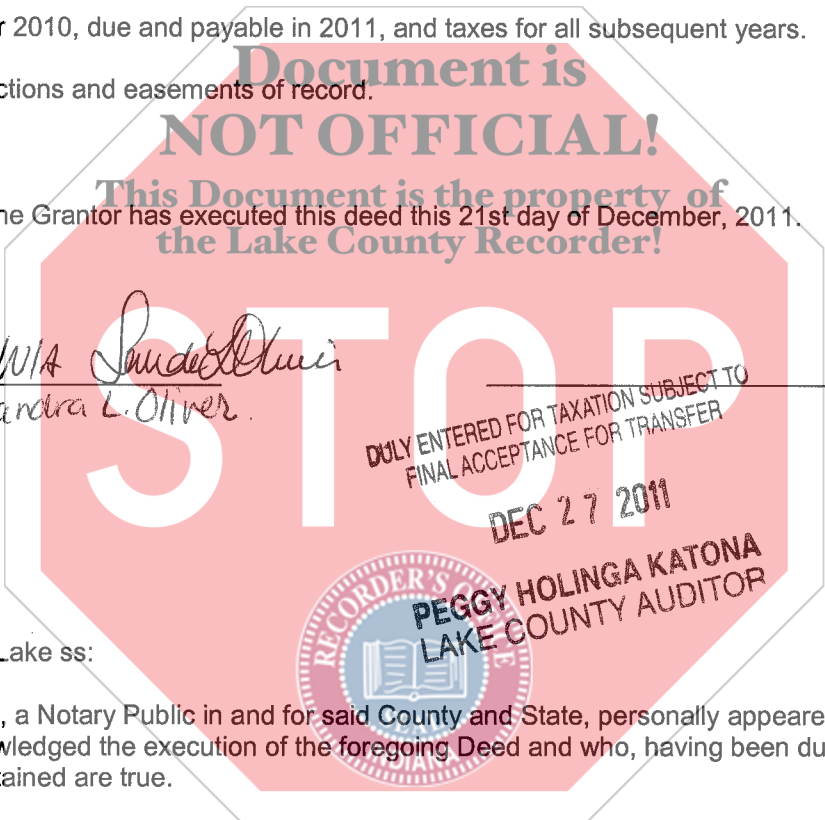 r 2010, due and payable in 2011, and taxes for all subsequent years.
Document is
ctions and easements of record.
NOT OFFICIAL!
This Document is the property of
ne Grantor has executed this deed this 21st day of December, 2011.
the Lake County Recorder!
STOP
N/A
andra L. Oliver
DULY ENTERED FOR TAXATION SUBJECT TO
FINAL ACCEPTANCE FOR TRANSFER
DEC 27 2011
PEGGY HOLINGA KATONA
LAKE COUNTY AUDITOR
RECORDER'S OFFICE
Lake ss:
, a Notary Public in and for said County and State, personally appeare
wledged the execution of the foregoing Deed and who, having been du
INDIANA
tained are true.